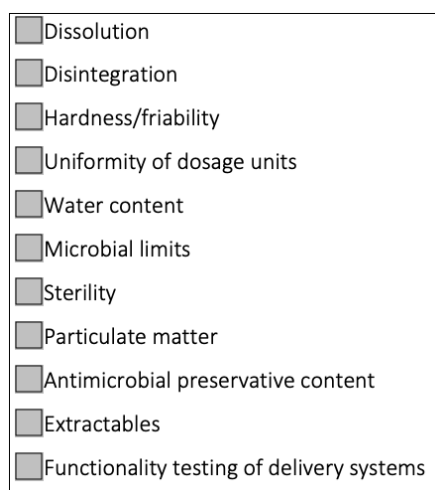 Dissolution
Disintegration
Hardness/friability
Uniformity of dosage units
Water content
Microbial limits
Sterility
Particulate matter
Antimicrobial preservative content
Extractables
Functionality testing of delivery systems